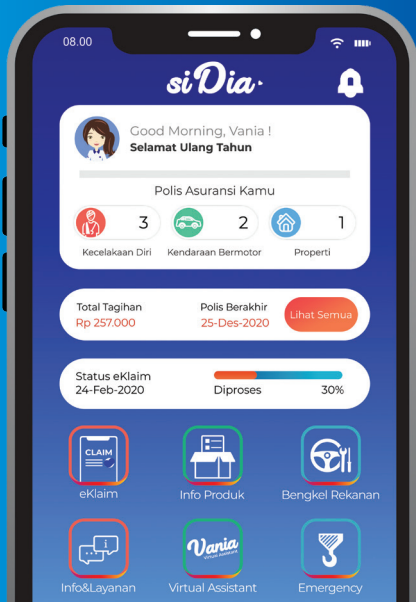 08.00
siDia
Good Morning, Vania !
Selamat Ulang Tahun
Polis Asuransi Kamu
3 2 1
Kecelakaan Diri Kendaraan Bermotor Properti
Total Tagihan Polis Berakhir
Rp 257.000 25-Des-2020 Lihat Semua
Status eKlaim
24-Feb-2020 Diproses 30%
CLAIM
eKlaim Info Produk Bengkel Rekanan
Vania
VIRTUAL ASSISTANT
Info&Layanan Virtual Assistant Emergency